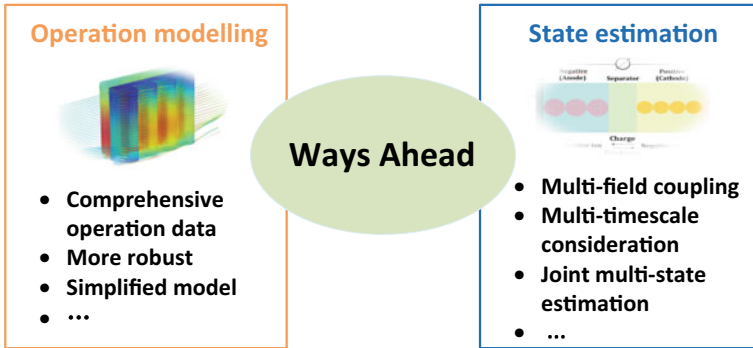 Operation modelling
• Comprehensive
operation data
• More robust
• Simplified model
• ...
Ways Ahead
State estimation
Negative
(Anode)
Separator
Positive
(Cathode)
Charge
• Multi-field coupling
• Multi-timescale
consideration
• Joint multi-state
estimation
• ...